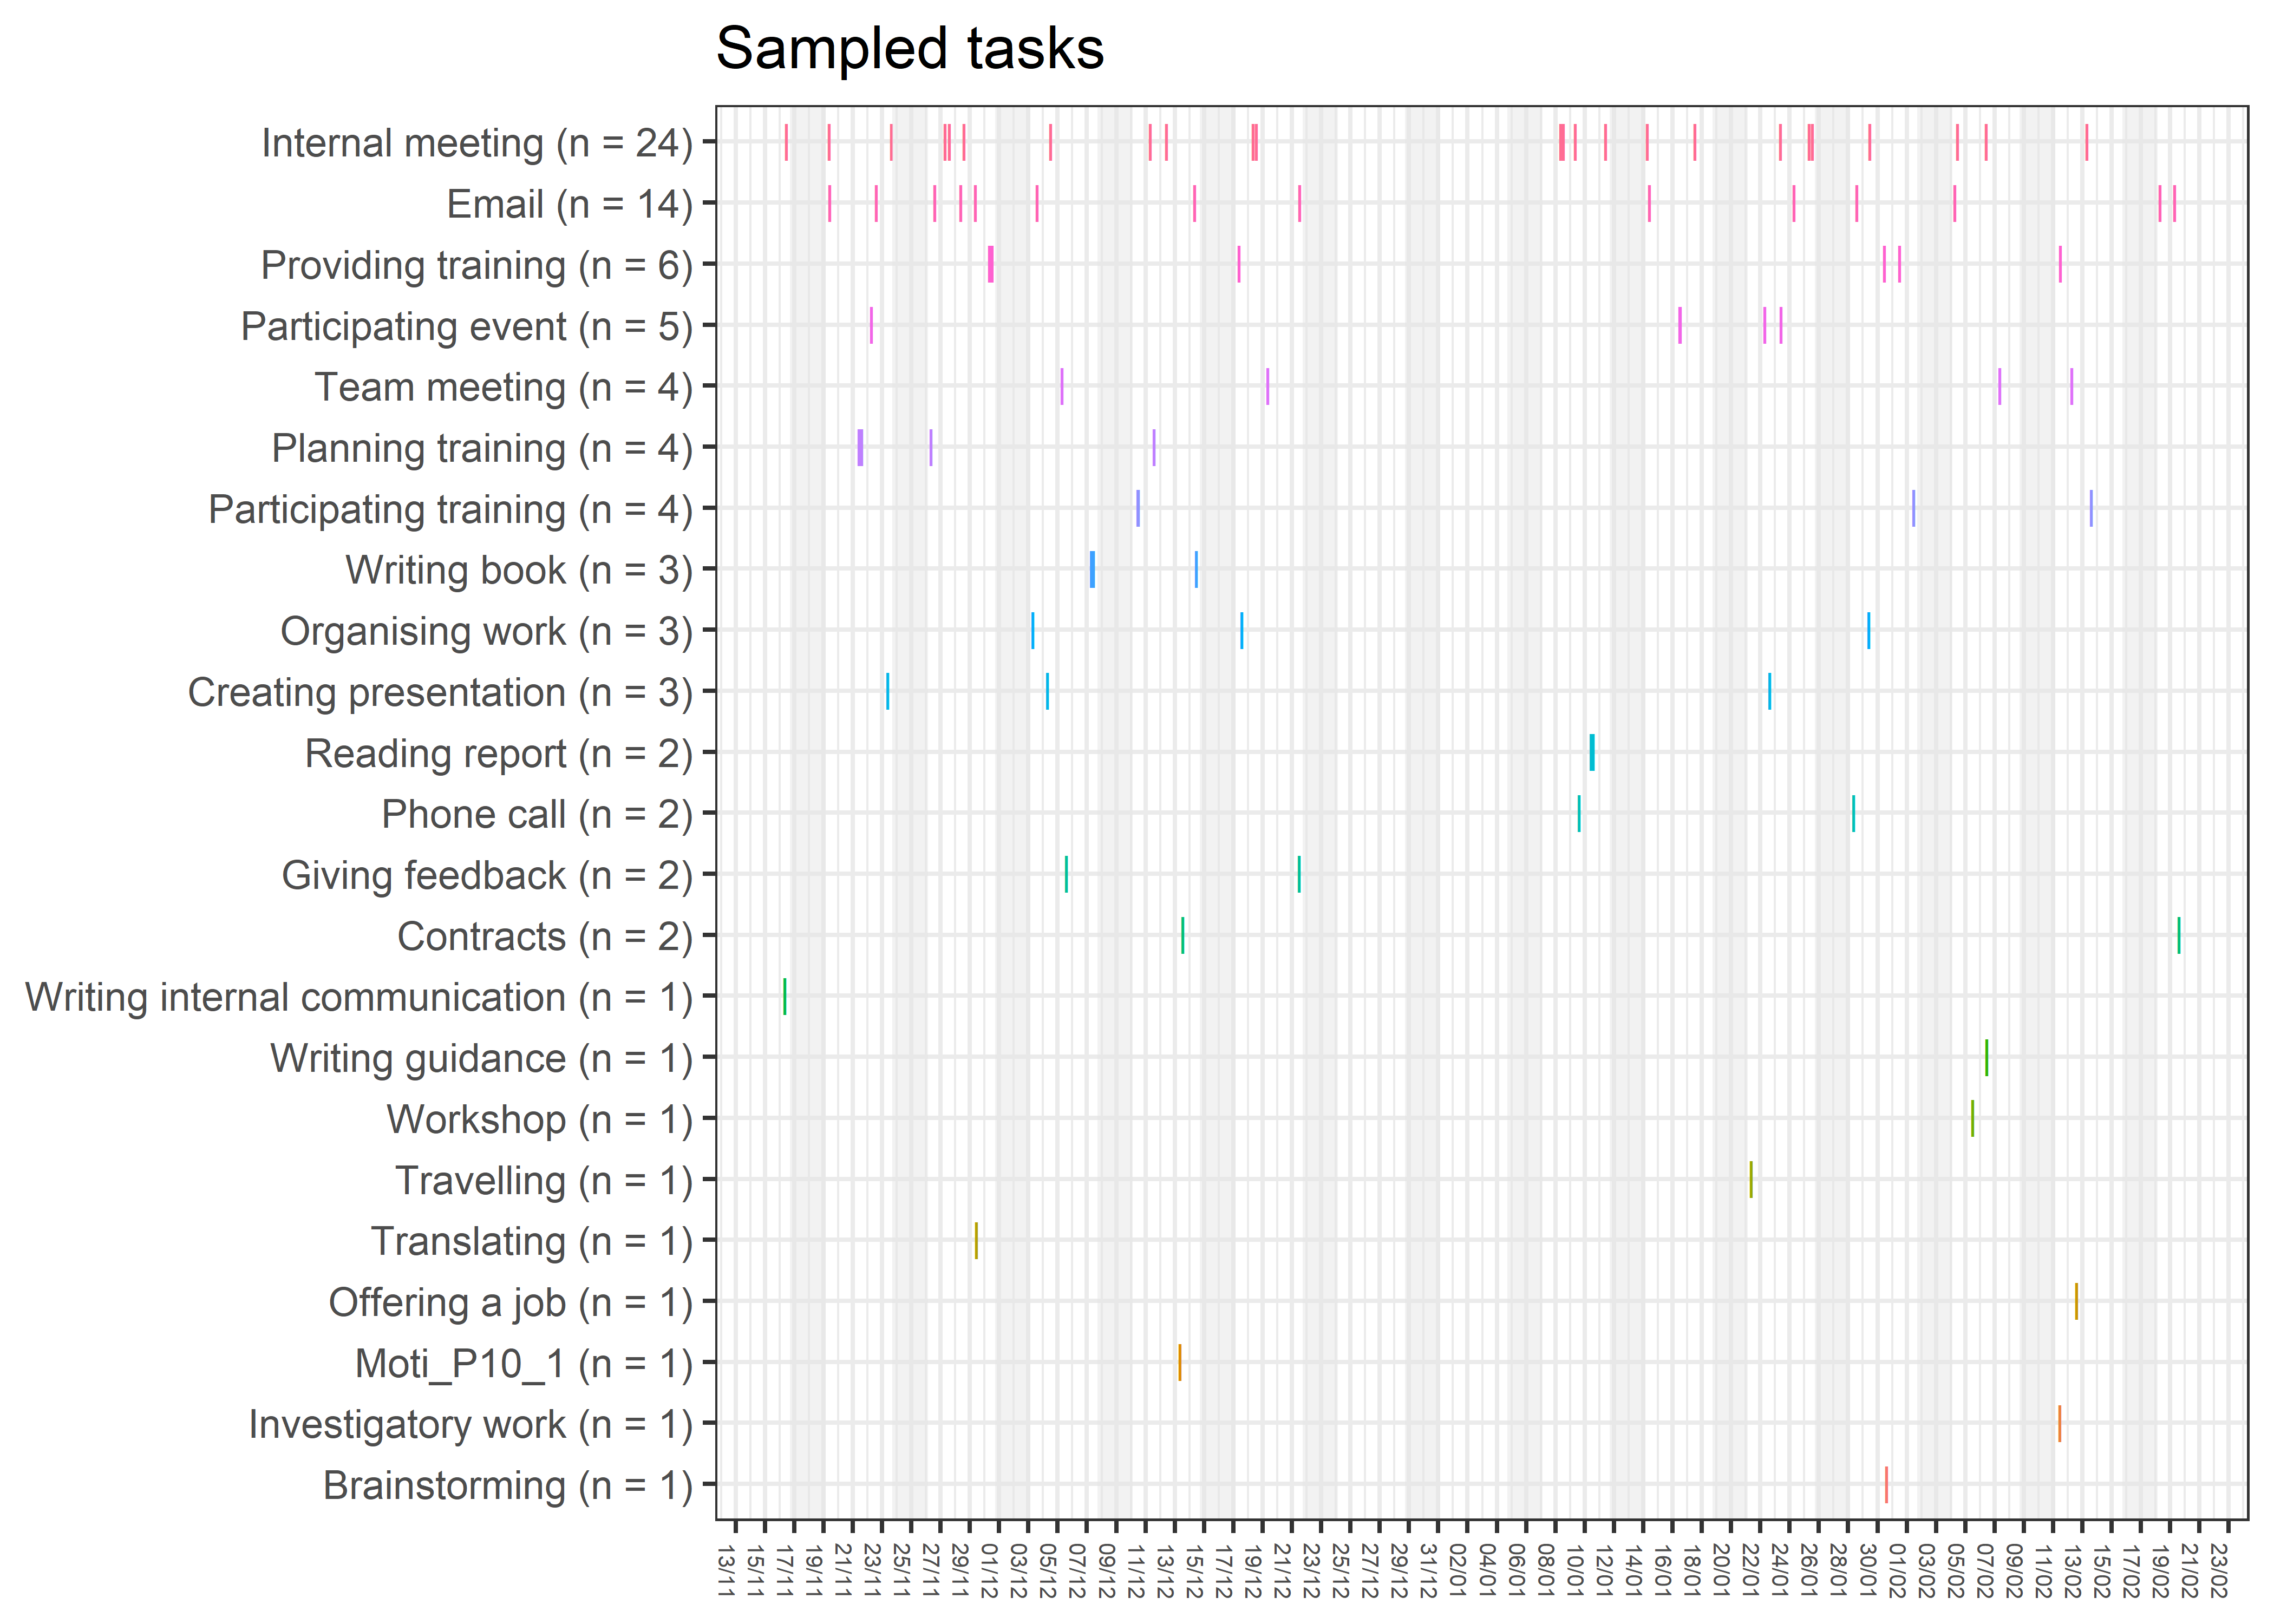 Sampled tasks
Internal meeting (n = 24)
Email (n = 14)
Providing training (n = 6)
Participating event (n = 5)
Team meeting (n = 4)
Planning training (n = 4)
Participating training (n = 4)
Writing book (n = 3)
Organising work (n = 3)
Creating presentation (n = 3)
Reading report (n = 2)
Phone call (n = 2)
Giving feedback (n = 2)
Contracts (n = 2)
Writing internal communication (n = 1)
Writing guidance (n = 1)
Workshop (n = 1)
Travelling (n = 1)
Translating (n = 1)
Offering a job (n = 1)
Moti_P10_1 (n = 1)
Investigatory work (n = 1)
Brainstorming (n = 1)
13/11
15/11
17/11
19/11
21/11
23/11
25/11
27/11
29/11
01/12
03/12
05/12
07/12
09/12
11/12
13/12
15/12
17/12
19/12
21/12
23/12
25/12
27/12
29/12
31/12
02/01
04/01
06/01
08/01
10/01
12/01
14/01
16/01
18/01
20/01
22/01
24/01
26/01
28/01
30/01
01/02
03/02
05/02
07/02
09/02
11/02
13/02
15/02
17/02
19/02
21/02
23/02